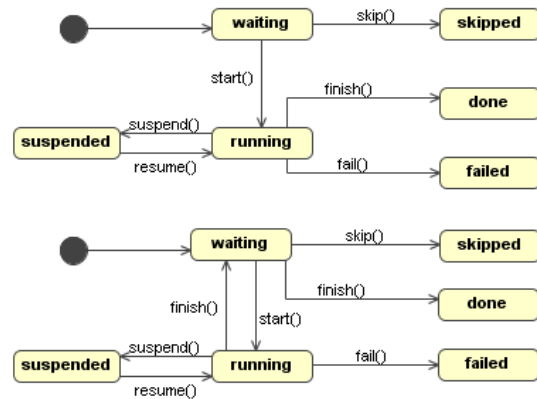 waiting
skip()
skipped
start()
finish()
done
suspend()
suspended
running
resume()
fail()
failed
waiting
skip()
skipped
finish()
done
finish()
start()
suspend()
suspended
running
fail()
failed
resume()